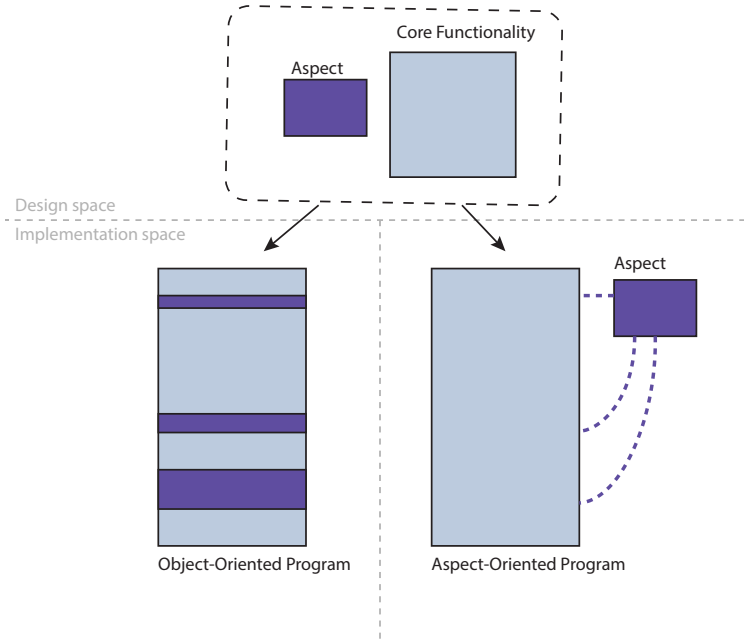 Core Functionality
Aspect
Design space
Implementation space
Aspect
Object-Oriented Program
Aspect-Oriented Program